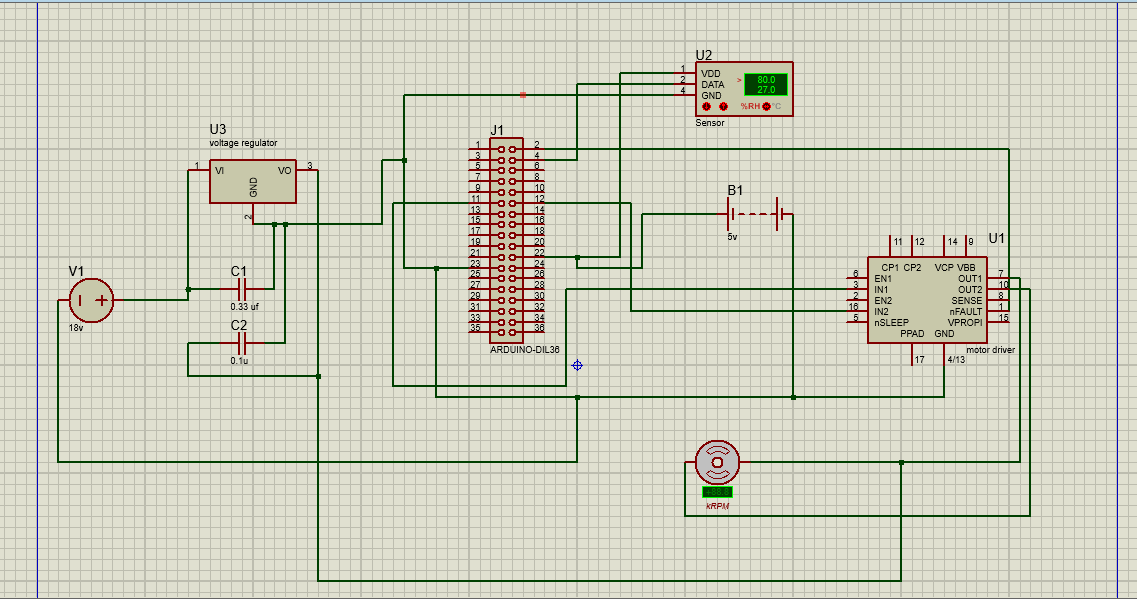 U2
1 VDD
2 DATA
4 GND
> 80.0
27.0
%RH °C
Sensor
U3
voltage regulator
1 VI VO 3
GND
2
J1
1 2
3 4
5 6
7 8
9 10
11 12
13 14
15 16
17 18
19 20
21 22
23 24
25 26
27 28
29 30
31 32
33 34
35 36
ARDUINO-DIL36
B1
5v
V1
18v
C1
0.33 uf
C2
0.1u
U1
11 12 14 9
CP1 CP2 VCP VBB
6 EN1 OUT1 7
3 IN1 OUT2 10
2 EN2 SENSE 8
16 IN2 nFAULT 1
5 nSLEEP VPROPI 15
PPAD GND
17 4/13
motor driver
kRPM